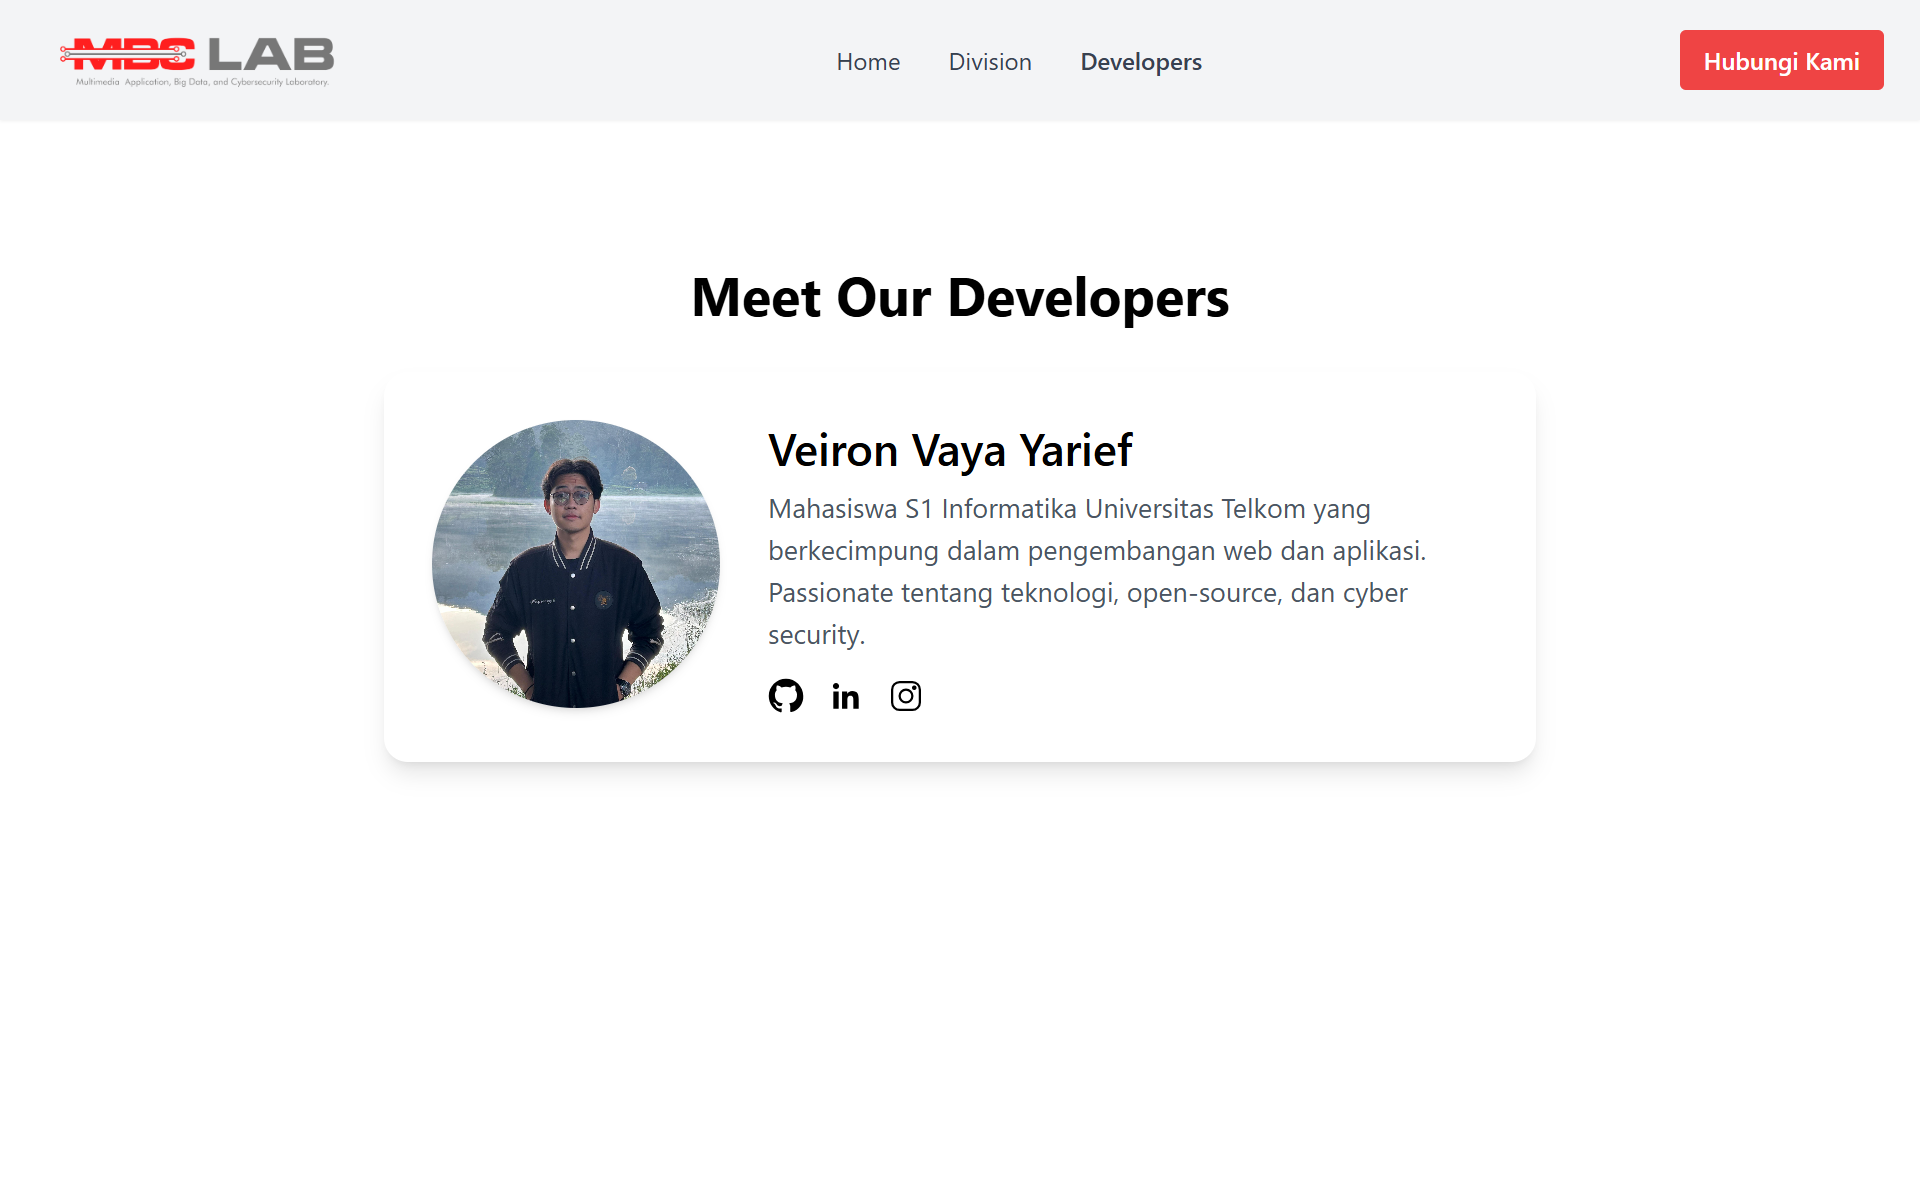 MBC LAB
Multimedia Application, Big Data, and Cybersecurity Laboratory.
Home
Division
Developers
Hubungi Kami
Meet Our Developers
Veiron Vaya Yarief
Mahasiswa S1 Informatika Universitas Telkom yang
berkecimpung dalam pengembangan web dan aplikasi.
Passionate tentang teknologi, open-source, dan cyber
security.
in